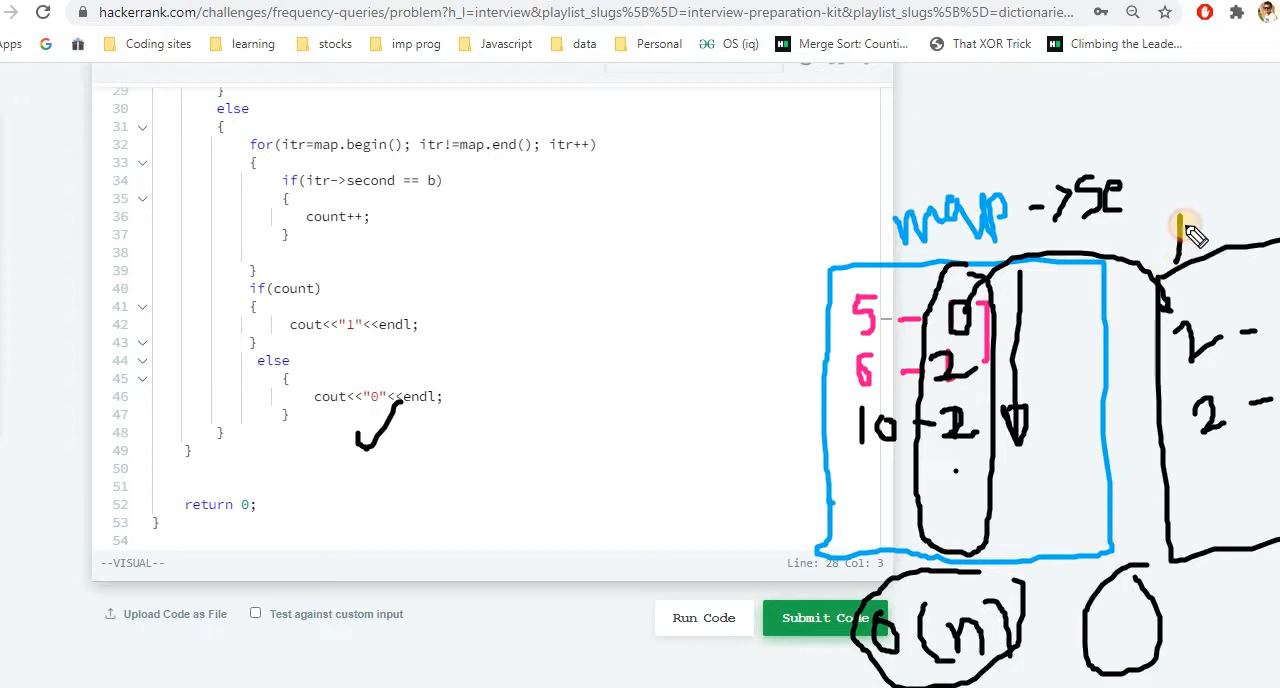 hackerrank.com/challenges/frequency-queries/problem?h_l=interview&playlist_slugs%5B%5D=interview-preparation-kit&playlist_slugs%5B%5D=dictionarie...
Apps
Coding sites
learning
stocks
imp prog
Javascript
data
Personal
OS (iq)
Merge Sort: Counti...
That XOR Trick
Climbing the Leade...
29 }
30 else
31 {
32 for(itr=map.begin(); itr!=map.end(); itr++)
33 {
34 if(itr->second == b)
35 {
36 count++;
37 }
38
39 }
40 if(count)
41 {
42 cout<<"1"<<endl;
43 }
44 else
45 {
46 cout<<"0"<<endl;
47 }
48 }
49 }
50
51
52 return 0;
53 }
54
--VISUAL--
Line: 28 Col: 3
Upload Code as File
Test against custom input
Run Code
Submit Code
map -> SE
5 - 0
6 - 2
10 - 2
2 -
2 -
O(n)